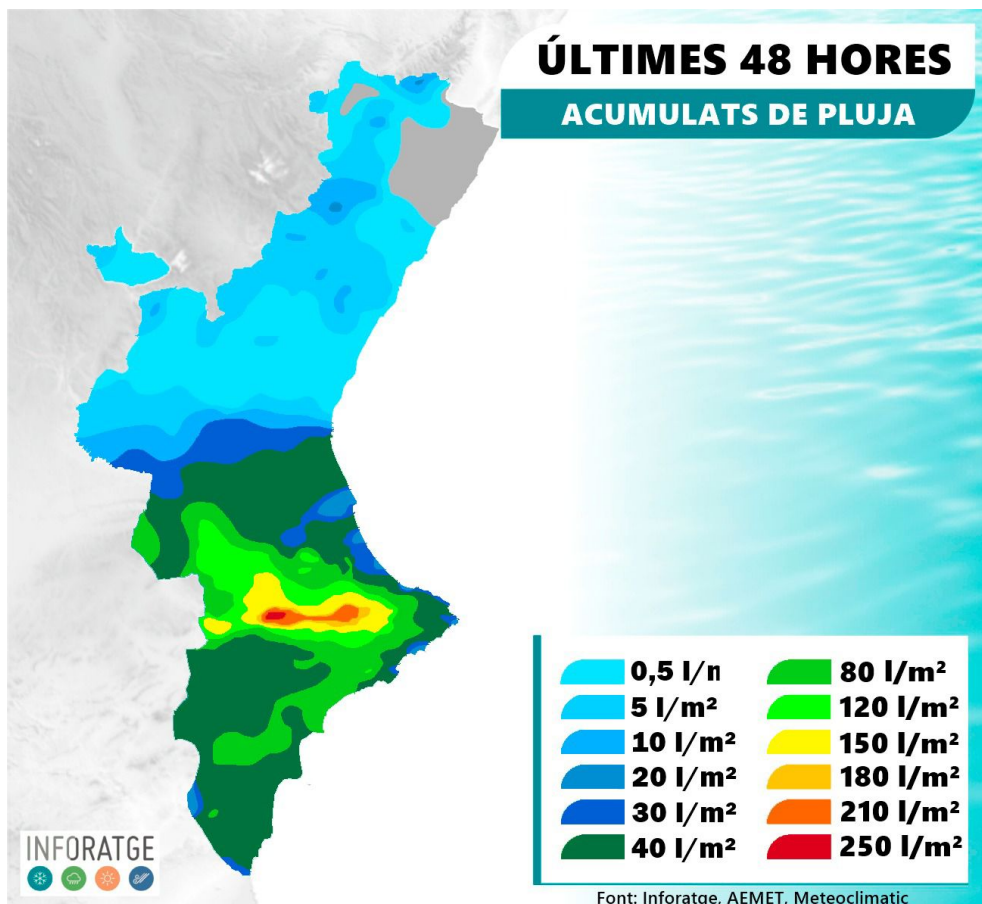 ÚLTIMES 48 HORES
ACUMULATS DE PLUJA
0,5 l/
5 l/m²
10 l/m²
20 l/m²
30 l/m²
40 l/m²
80 l/m²
120 l/m²
150 l/m²
180 l/m²
210 l/m²
250 l/m²
INFORATGE
Font: Inforatge, AEMET, Meteoclimatic